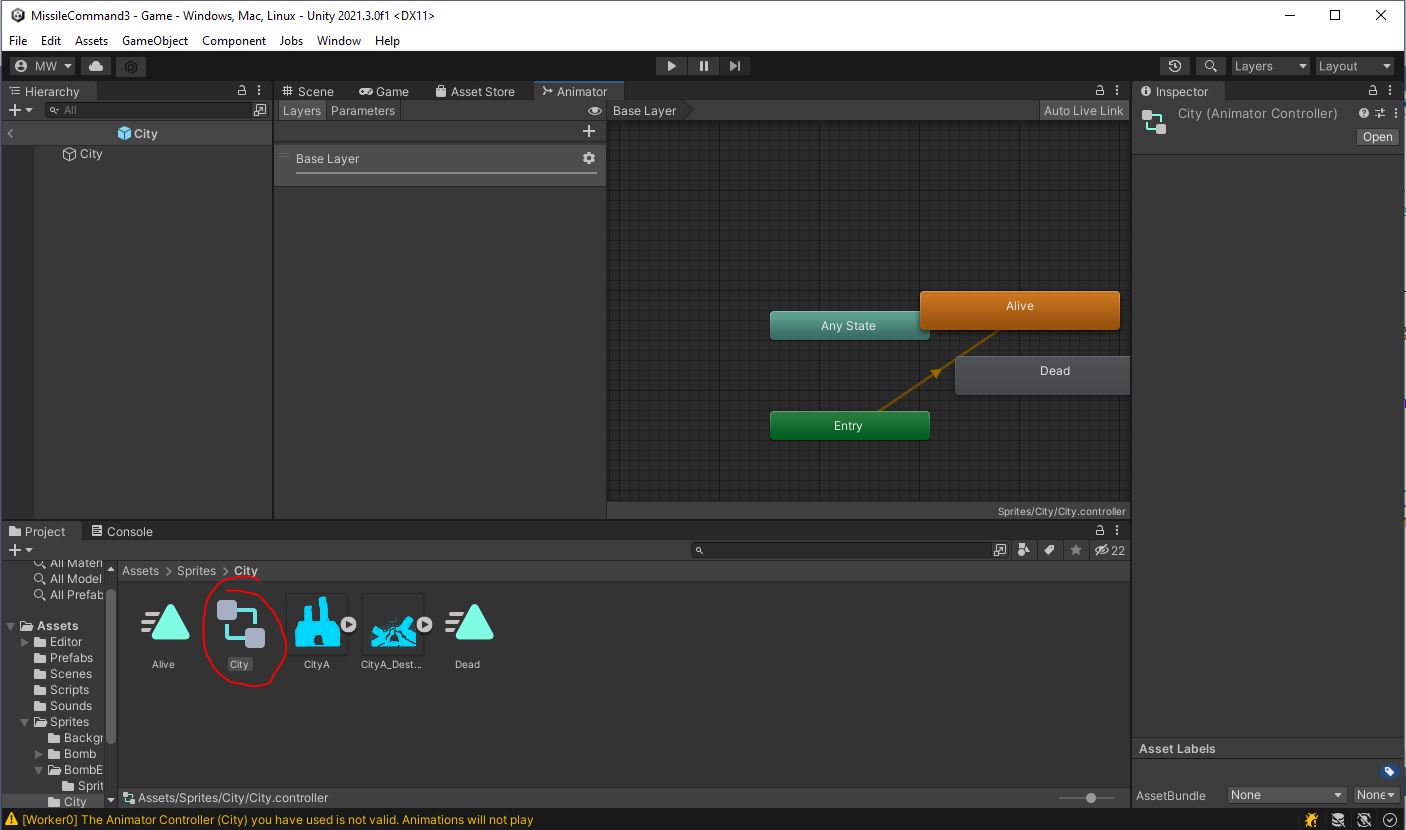 MissileCommand3 - Game - Windows, Mac, Linux - Unity 2021.3.0f1 <DX11>
File Edit Assets GameObject Component Jobs Window Help
MW Layers Layout
Hierarchy
All
City
City
Scene Game Asset Store Animator
Layers Parameters
Base Layer Auto Live Link
Base Layer
Any State
Alive
Dead
Entry
Sprites/City/City.controller
Inspector
City (Animator Controller)
Open
Project Console
22
All Materi
All Model
All Prefab
Assets
Editor
Prefabs
Scenes
Scripts
Sounds
Sprites
Backgr
Bomb
BombE
Sprit
City
Assets > Sprites > City
Alive City CityA CityA_Dest... Dead
Assets/Sprites/City/City.controller
Asset Labels
AssetBundle None None
[Worker0] The Animator Controller (City) you have used is not valid. Animations will not play